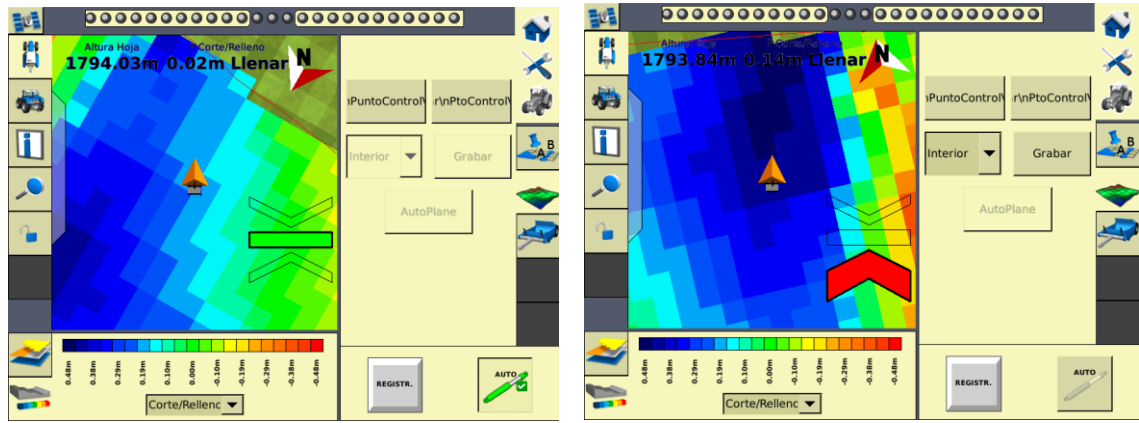 Altura Hoja P.Corte/Relleno
1794.03m 0.02m Llenar
N
nPuntoControl\ r\nPtoControl\
Interior Grabar
AutoPlane
A B
0.48m 0.38m 0.29m 0.19m 0.10m 0.00m -0.10m -0.19m -0.29m -0.38m -0.48m
Corte/Rellenc
REGISTR.
AUTO
Altura Hoja P.Corte/Relleno
1793.84m 0.14m Llenar
N
nPuntoControl\ r\nPtoControl\
Interior Grabar
AutoPlane
A B
0.48m 0.38m 0.29m 0.19m 0.10m 0.00m -0.10m -0.19m -0.29m -0.38m -0.48m
Corte/Rellenc
REGISTR.
AUTO